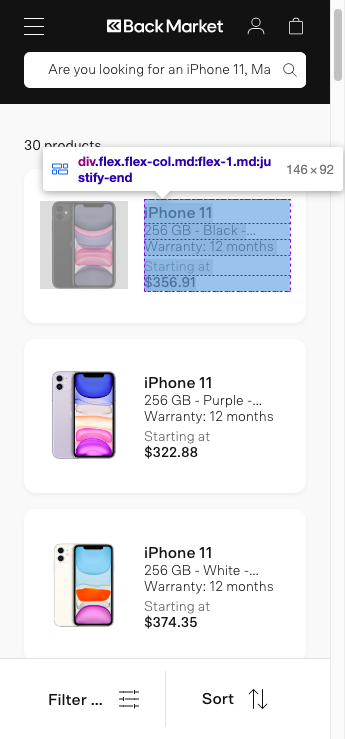 Back Market
Are you looking for an iPhone 11, Ma
30 products
div.flex.flex-col.md:flex-1.md:ju
stify-end
146 × 92
iPhone 11
256 GB - Black -...
Warranty: 12 months
Starting at
$356.91
iPhone 11
256 GB - Purple -...
Warranty: 12 months
Starting at
$322.88
iPhone 11
256 GB - White -...
Warranty: 12 months
Starting at
$374.35
Filter ...
Sort